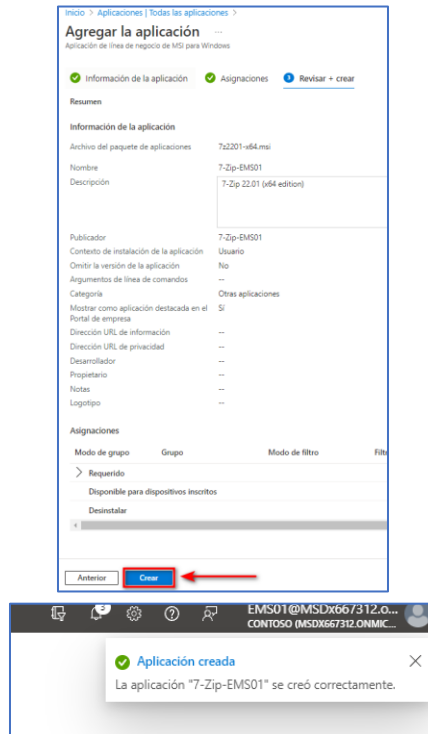 Inicio > Aplicaciones | Todas las aplicaciones >
Agregar la aplicación ...
Aplicación de línea de negocio de MSI para Windows
Información de la aplicación Asignaciones 3 Revisar + crear
Resumen
Información de la aplicación
Archivo del paquete de aplicaciones 7z2201-x64.msi
Nombre 7-Zip-EMS01
Descripción 7-Zip 22.01 (x64 edition)
Publicador 7-Zip-EMS01
Contexto de instalación de la aplicación Usuario
Omitir la versión de la aplicación No
Argumentos de línea de comandos --
Categoría Otras aplicaciones
Mostrar como aplicación destacada en el Sí
Portal de empresa
Dirección URL de información --
Dirección URL de privacidad --
Desarrollador --
Propietario --
Notas --
Logotipo --
Asignaciones
Modo de grupo Grupo Modo de filtro Filt
Requerido
Disponible para dispositivos inscritos
Desinstalar
Anterior Crear
3 EMS01@MSDx667312.o...
CONTOSO (MSDX667312.ONMIC...
Aplicación creada
La aplicación "7-Zip-EMS01" se creó correctamente.